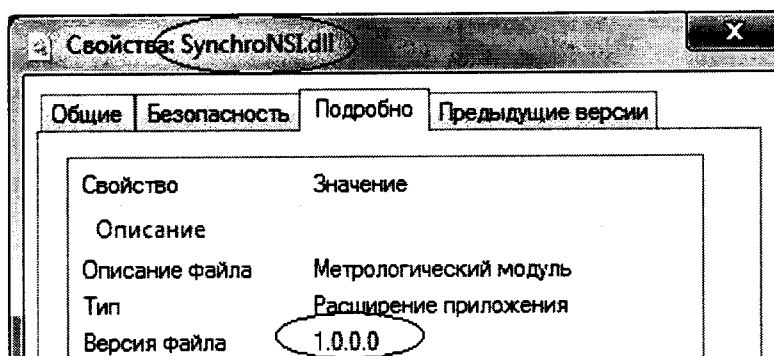 Свойства: SynchroNSI.dll
X
Общие Безопасность Подробно Предыдущие версии
Свойство Значение
Описание
Описание файла Метрологический модуль
Тип Расширение приложения
Версия файла 1.0.0.0